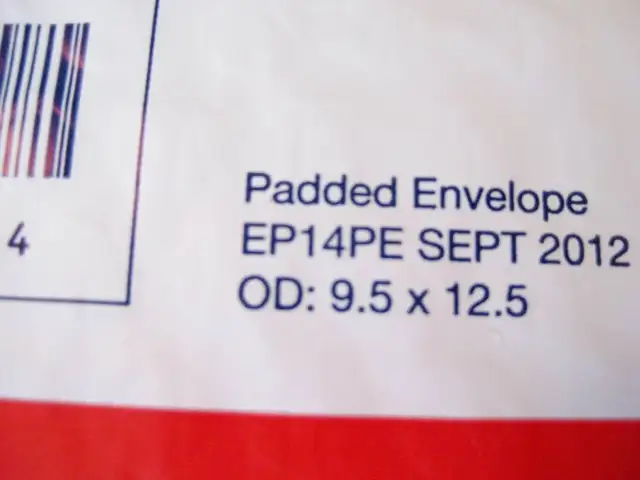 Padded Envelope
EP14PE SEPT 2012
OD: 9.5 x 12.5
4